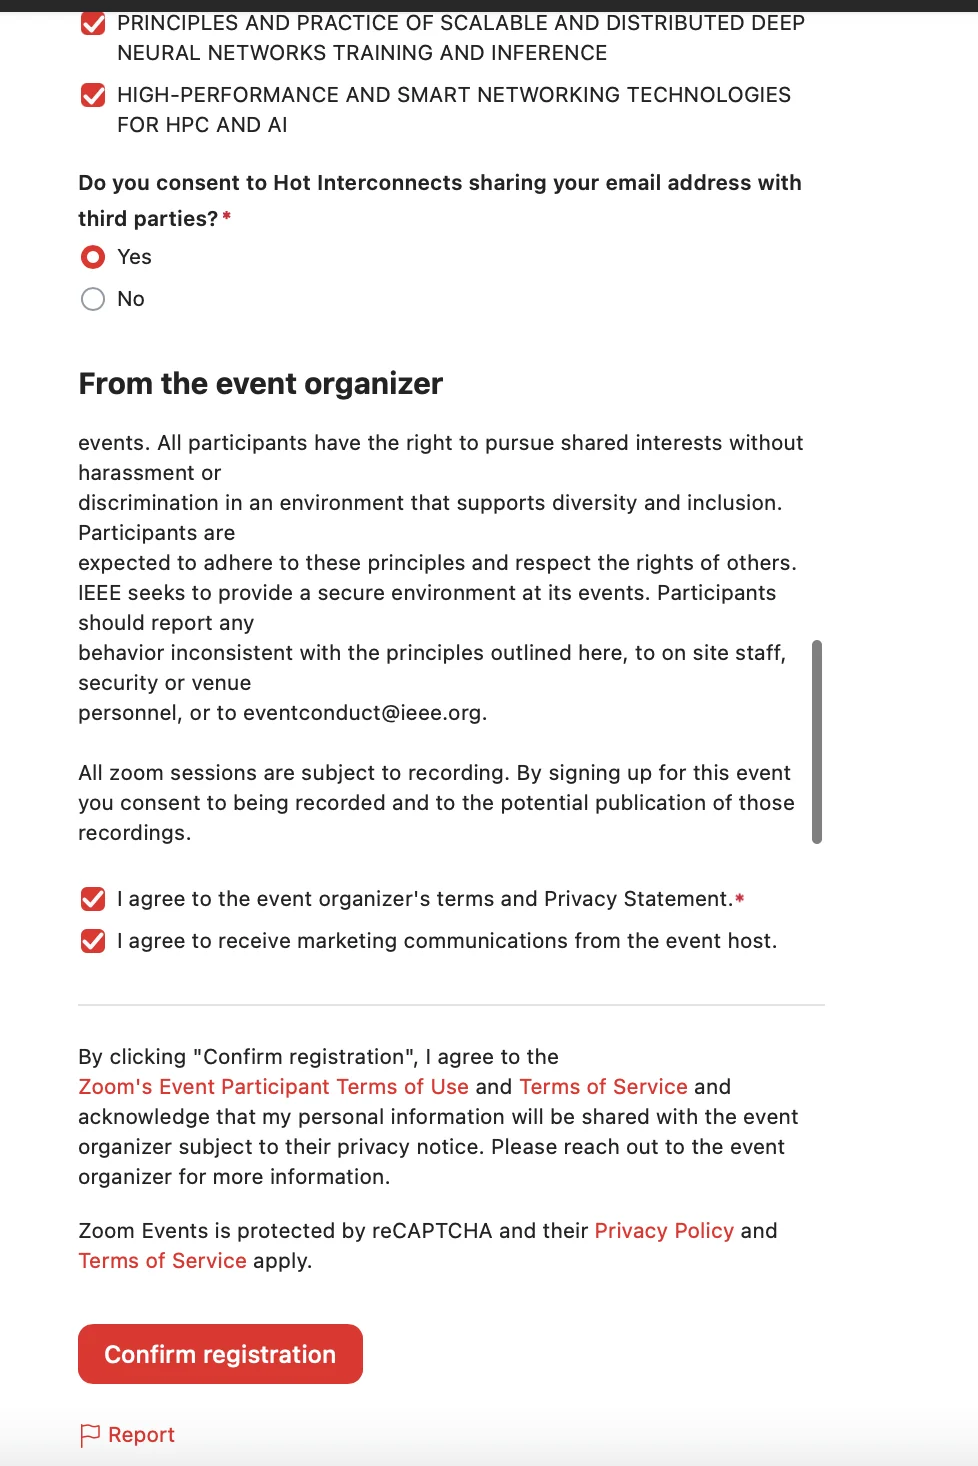 PRINCIPLES AND PRACTICE OF SCALABLE AND DISTRIBUTED DEEP
NEURAL NETWORKS TRAINING AND INFERENCE
HIGH-PERFORMANCE AND SMART NETWORKING TECHNOLOGIES
FOR HPC AND AI
Do you consent to Hot Interconnects sharing your email address with
third parties?*
Yes
No
From the event organizer
events. All participants have the right to pursue shared interests without
harassment or
discrimination in an environment that supports diversity and inclusion.
Participants are
expected to adhere to these principles and respect the rights of others.
IEEE seeks to provide a secure environment at its events. Participants
should report any
behavior inconsistent with the principles outlined here, to on site staff,
security or venue
personnel, or to eventconduct@ieee.org.
All zoom sessions are subject to recording. By signing up for this event
you consent to being recorded and to the potential publication of those
recordings.
I agree to the event organizer's terms and Privacy Statement.*
I agree to receive marketing communications from the event host.
By clicking "Confirm registration", I agree to the
Zoom's Event Participant Terms of Use and Terms of Service and
acknowledge that my personal information will be shared with the event
organizer subject to their privacy notice. Please reach out to the event
organizer for more information.
Zoom Events is protected by reCAPTCHA and their Privacy Policy and
Terms of Service apply.
Confirm registration
Report